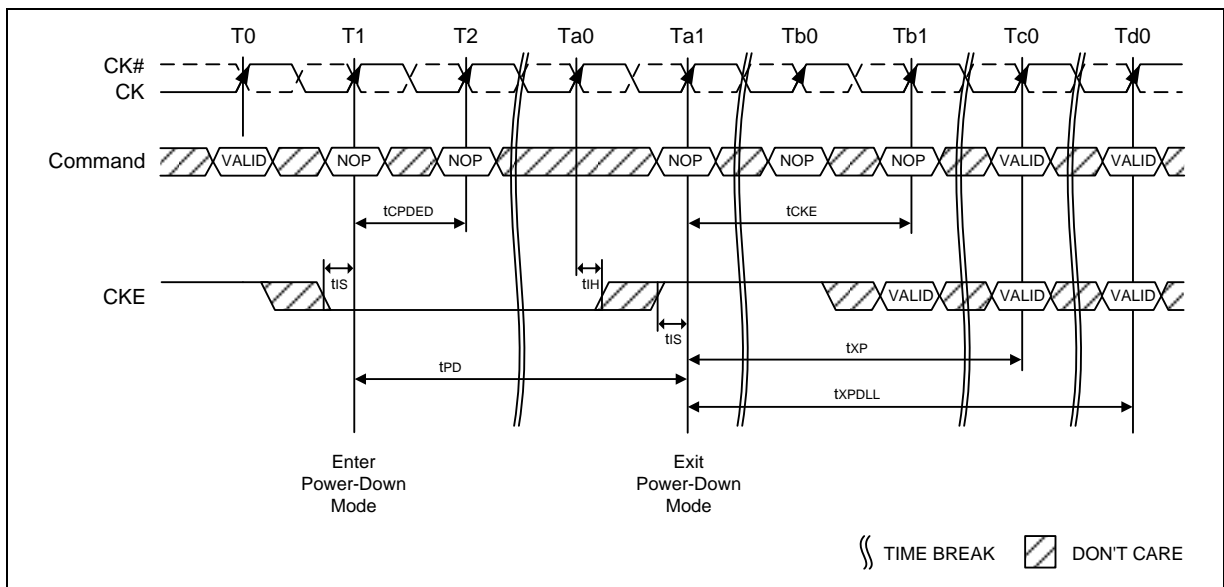 T0 T1 T2 Ta0 Ta1 Tb0 Tb1 Tc0 Td0
CK#
CK
Command VALID NOP NOP NOP NOP NOP VALID VALID
tCPDED tCKE
tIS tIH
CKE VALID VALID VALID
tIS
tXP
tPD
tXPDLL
Enter
Power-Down
Mode
Exit
Power-Down
Mode
TIME BREAK DON'T CARE